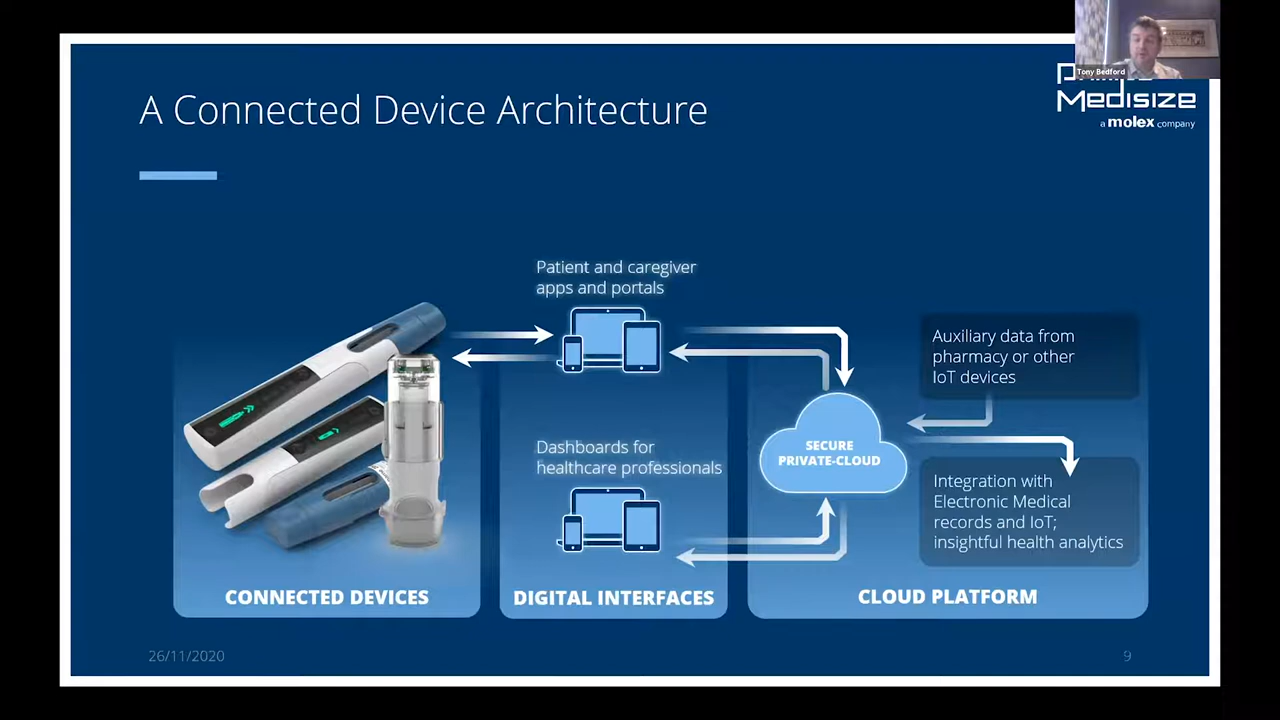 Tony Bedford
Medisize
a molex company
A Connected Device Architecture
Patient and caregiver
apps and portals
Auxiliary data from
pharmacy or other
IoT devices
Dashboards for
healthcare professionals
SECURE
PRIVATE-CLOUD
Integration with
Electronic Medical
records and IoT;
insightful health analytics
CONNECTED DEVICES
DIGITAL INTERFACES
CLOUD PLATFORM
26/11/2020
9